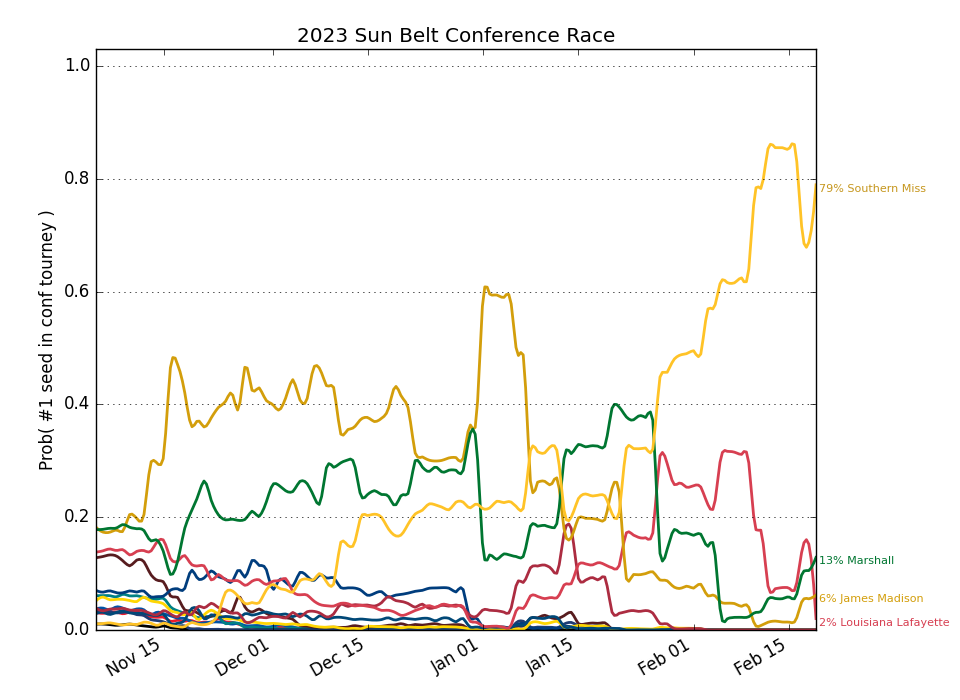 2023 Sun Belt Conference Race
Prob( #1 seed in conf tourney )
1.0
0.8
0.6
0.4
0.2
0.0
79% Southern Miss
13% Marshall
6% James Madison
2% Louisiana Lafayette
Nov 15
Dec 01
Dec 15
Jan 01
Jan 15
Feb 01
Feb 15